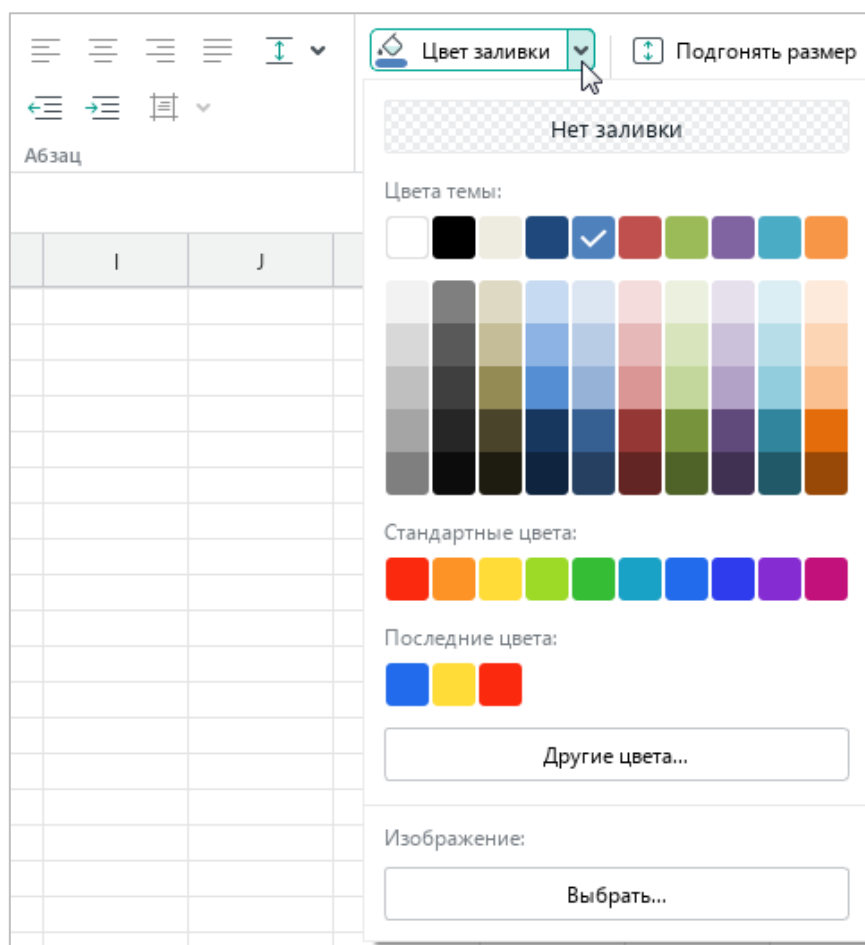 Цвет заливки
Подгонять размер
Абзац
Нет заливки
Цвета темы:
I J
Стандартные цвета:
Последние цвета:
Другие цвета...
Изображение:
Выбрать...